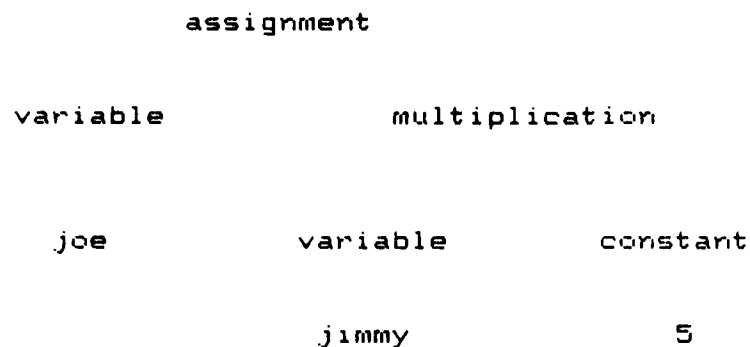 assignment
variable multiplication
joe variable constant
jimmy 5